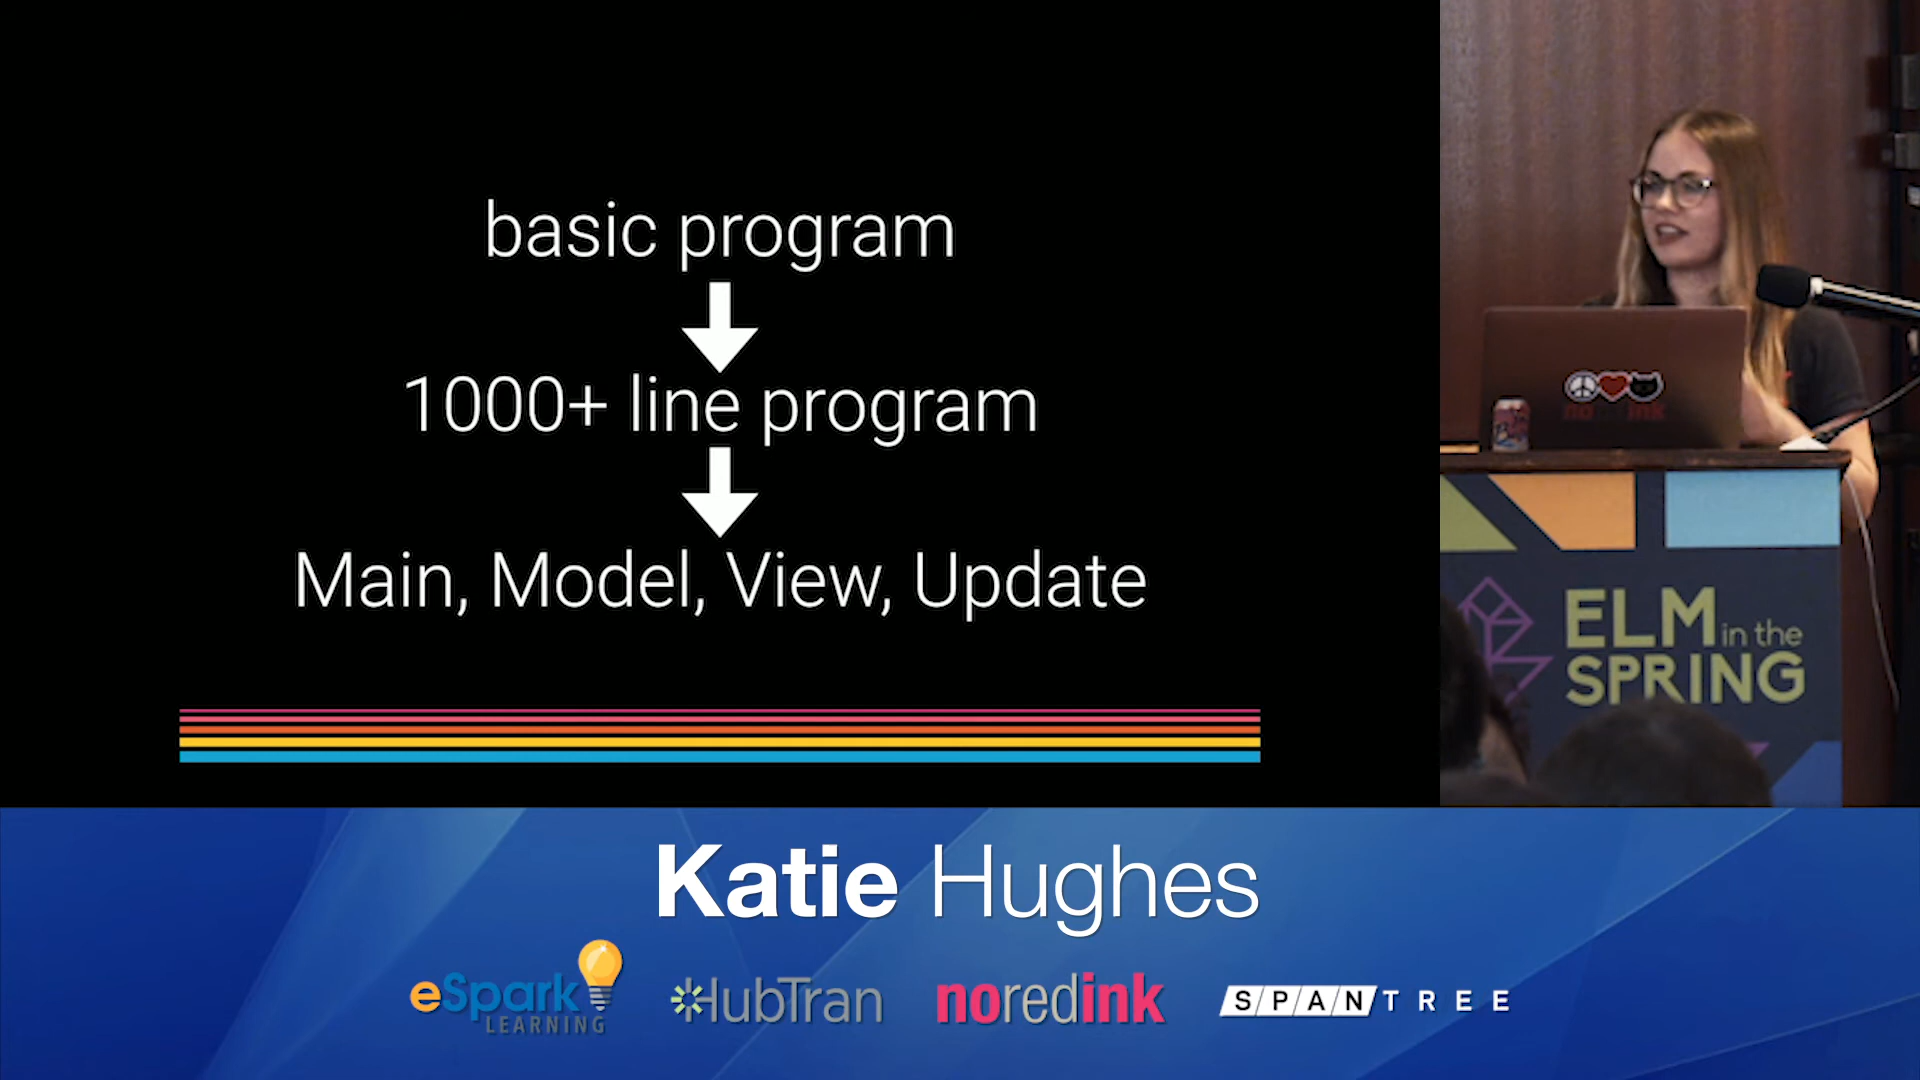 basic program
1000+ line program
Main, Model, View, Update
ELM in the
SPRING
Katie Hughes
eSpark
LEARNING
HubTran
noredink
SPANTREE